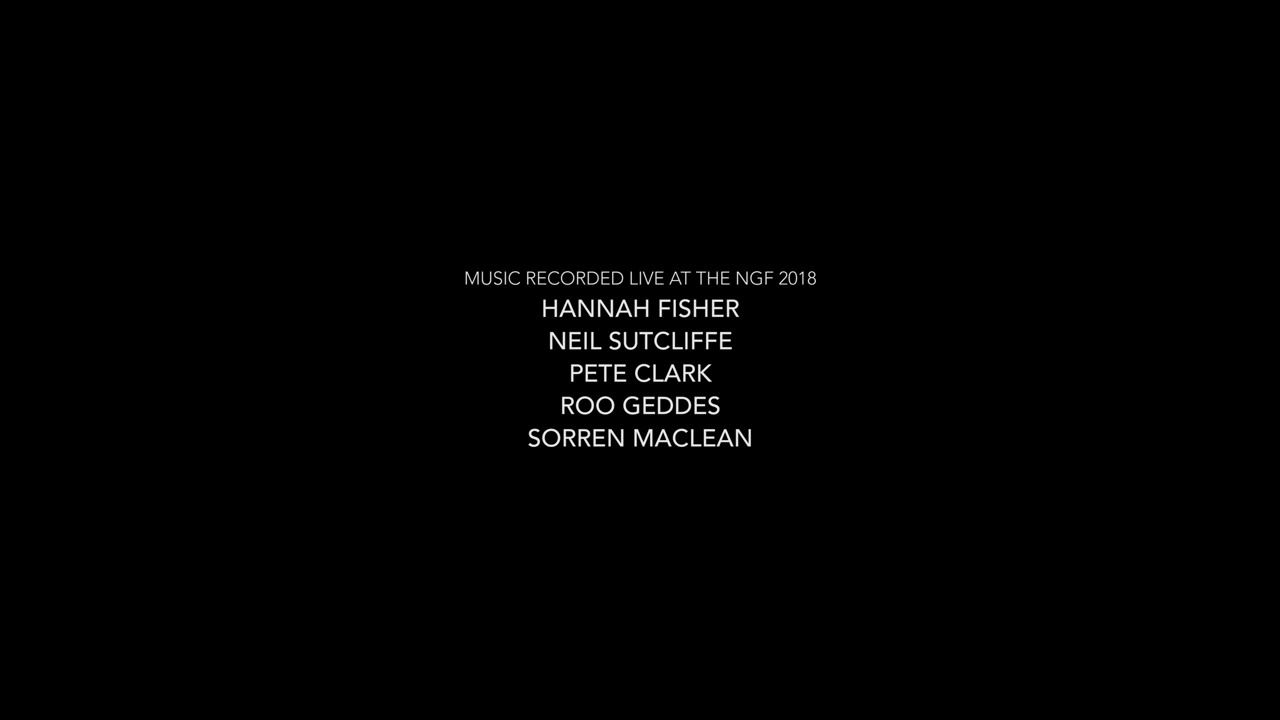 MUSIC RECORDED LIVE AT THE NGF 2018
HANNAH FISHER
NEIL SUTCLIFFE
PETE CLARK
ROO GEDDES
SORREN MACLEAN